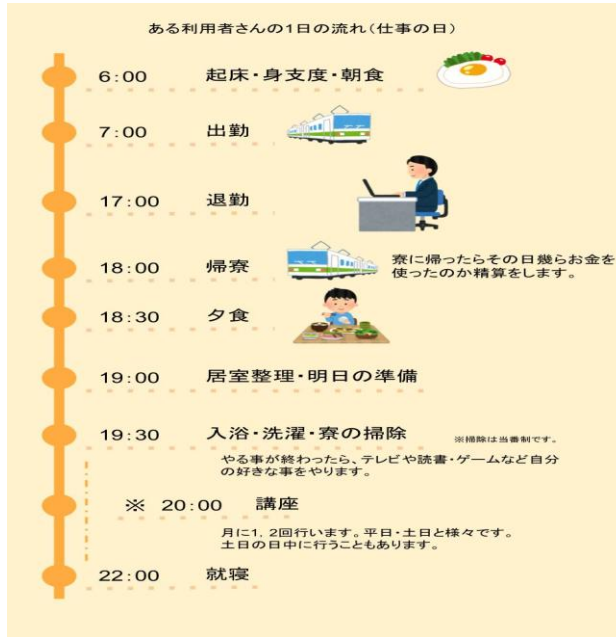 ある利用者さんの1日の流れ(仕事の日)
6:00 起床・身支度・朝食
7:00 出勤
17:00 退勤
18:00 帰寮 寮に帰ったらその日幾らお金を
使ったのか精算をします。
18:30 夕食
19:00 居室整理・明日の準備
19:30 入浴・洗濯・寮の掃除 ※掃除は当番制です。
やる事が終わったら、テレビや読書・ゲームなど自分
の好きな事をやります。
※ 20:00 講座
月に1.2回行います。平日・土日と様々です。
土日の日中に行うこともあります。
22:00 就寝